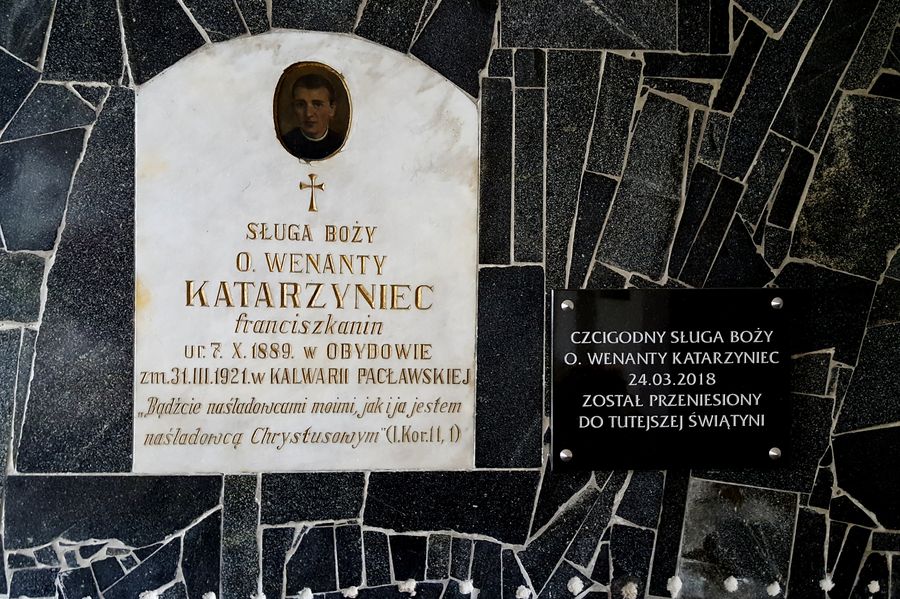 SŁUGA BOŻY
O. WENANTY
KATARZYNIEC
franciszkanin
ur. 7. X. 1889. w OBYDOWIE
zm. 31. III. 1921. w KALWARII PACŁAWSKIEJ
„Bądźcie naśladowcami moimi, jak i ja jestem
naśladowcą Chrystusowym" (I. Kor. 11, 1)
CZCIGODNY SŁUGA BOŻY
O. WENANTY KATARZYNIEC
24.03.2018
ZOSTAŁ PRZENIESIONY
DO TUTEJSZEJ ŚWIĄTYNI